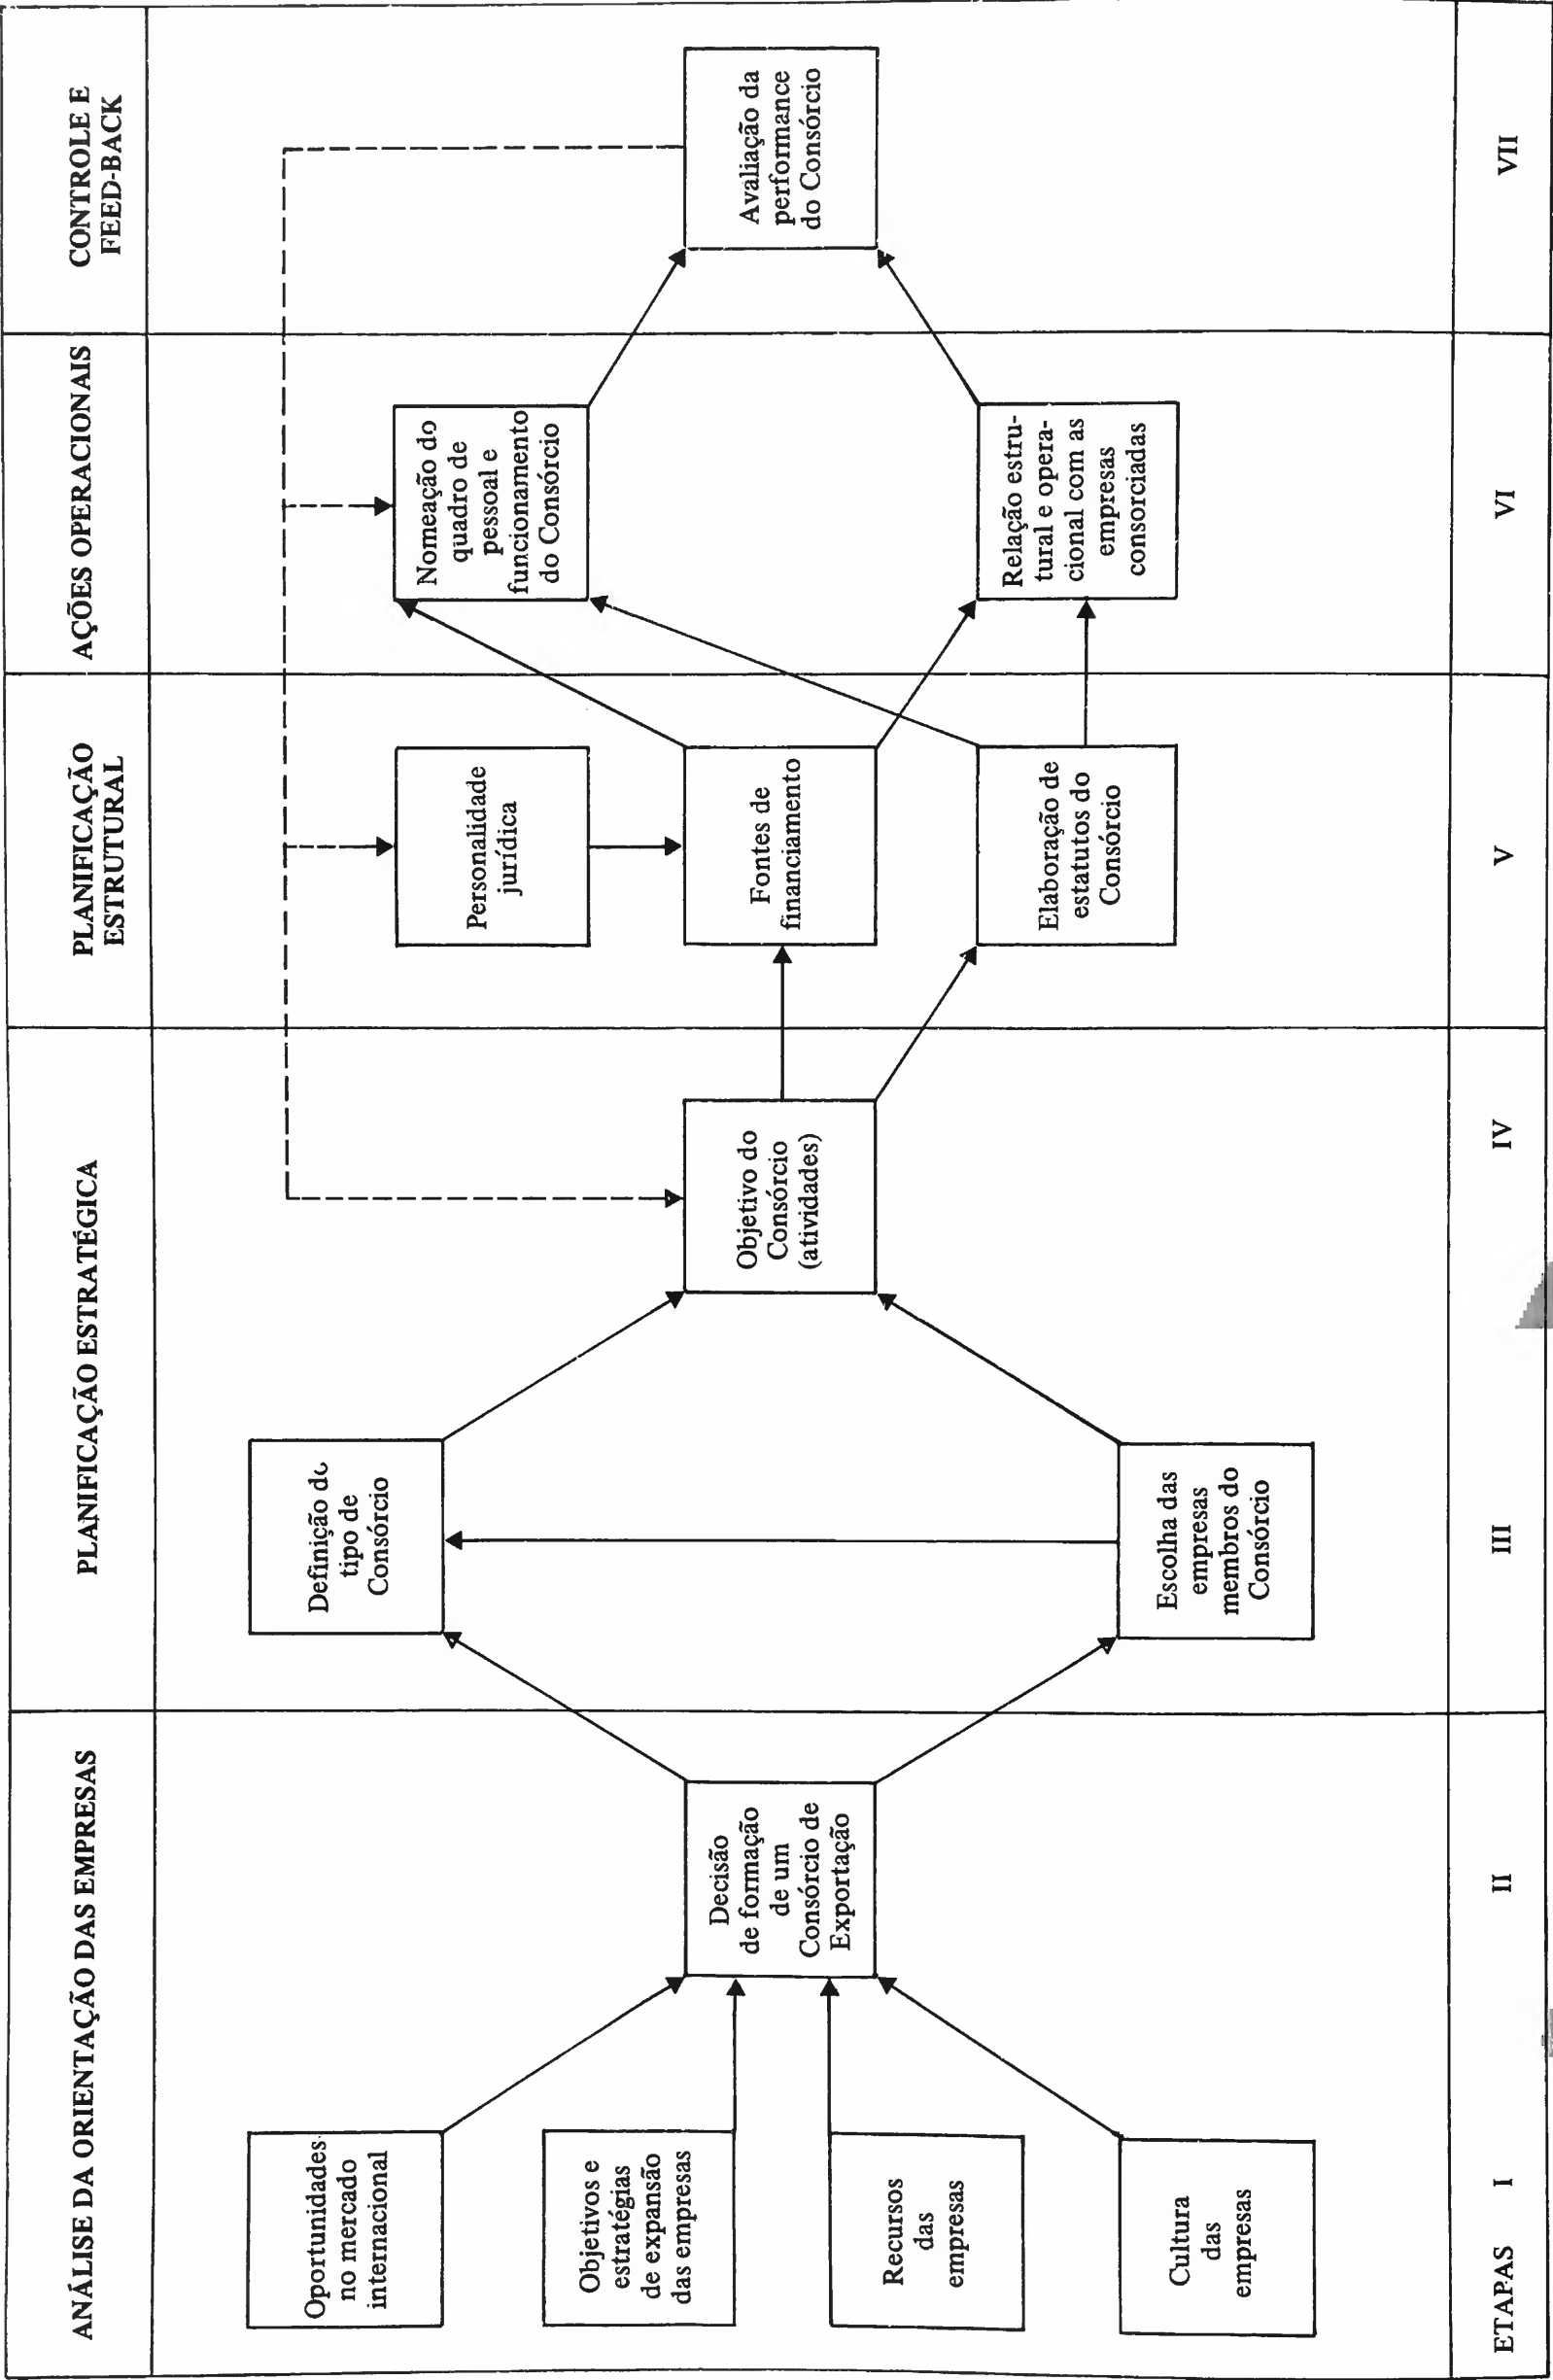 ANÁLISE DA ORIENTAÇÃO DAS EMPRESAS
PLANIFICAÇÃO ESTRATÉGICA
PLANIFICAÇÃO
ESTRUTURAL
AÇÕES OPERACIONAIS
CONTROLE E
FEED-BACK
Oportunidades
no mercado
internacional
Objetivos e
estratégias
de expansão
das empresas
Recursos
das
empresas
Cultura
das
empresas
Decisão
de formação
de um
Consórcio de
Exportação
Definição do
tipo de
Consórcio
Escolha das
empresas
membros do
Consórcio
Objetivo do
Consórcio
(atividades)
Personalidade
jurídica
Fontes de
financiamento
Elaboração de
estatutos do
Consórcio
Nomeação do
quadro de
pessoal e
funcionamento
do Consórcio
Relação estru-
tural e opera-
cional com as
empresas
consorciadas
Avaliação da
performance
do Consórcio
ETAPAS I
II
III
IV
V
VI
VII